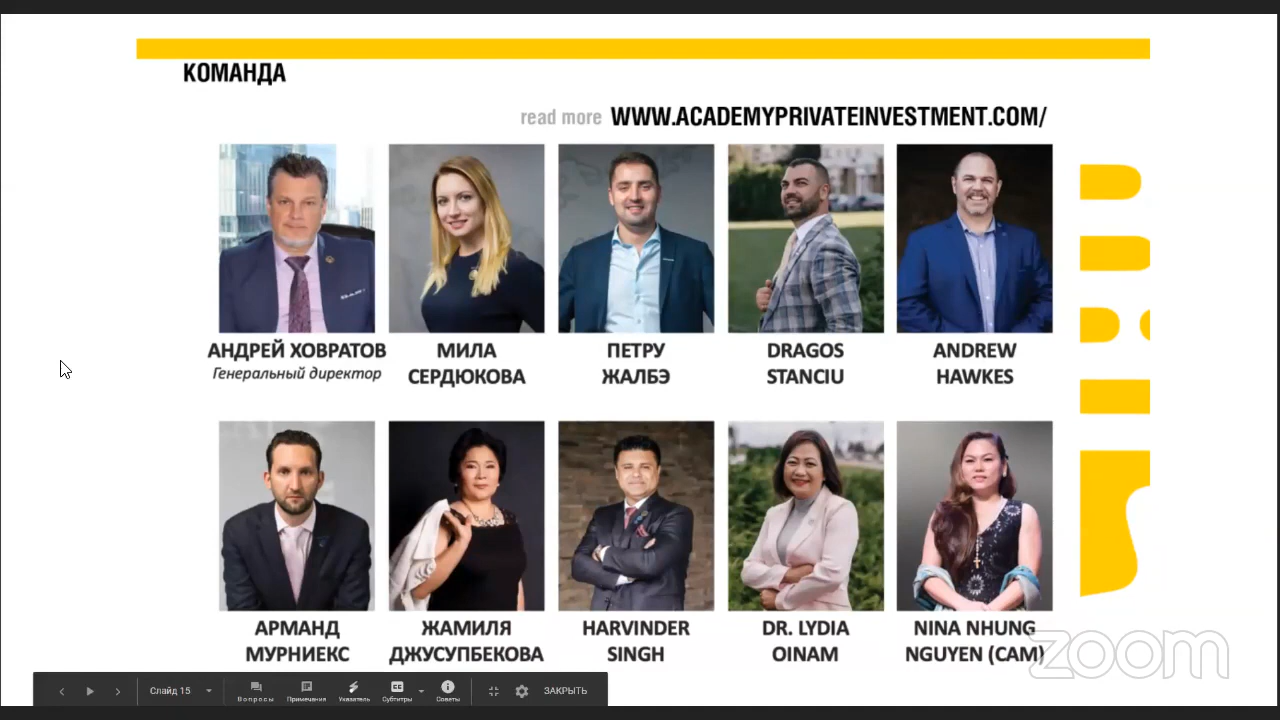 КОМАНДА
read more WWW.ACADEMYPRIVATEINVESTMENT.COM/
АНДРЕЙ ХОВРАТОВ
Генеральный директор
МИЛА
СЕРДЮКОВА
ПЕТРУ
ЖАЛБЭ
DRAGOS
STANCIU
ANDREW
HAWKES
АРМАНД
МУРНИЕКС
ЖАМИЛЯ
ДЖУСУПБЕКОВА
HARVINDER
SINGH
DR. LYDIA
OINAM
NINA NHUNG
NGUYEN (CAM)
zoom
Слайд 15
Вопросы
Примечания
Указатель
Субтитры
Советы
ЗАКРЫТЬ